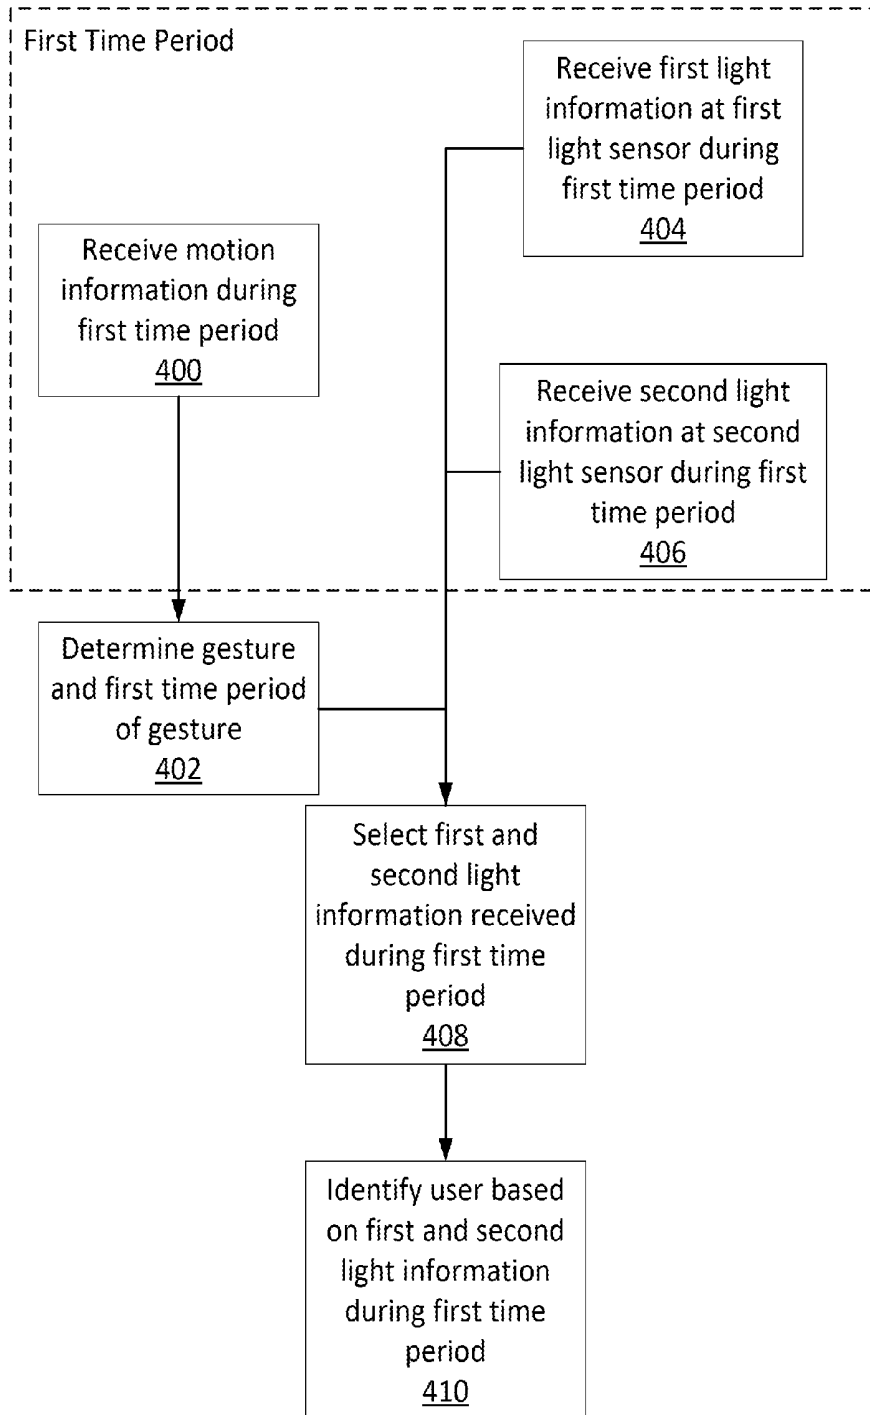 First Time Period
Receive first light
information at first
light sensor during
first time period
404
Receive motion
information during
first time period
400
Receive second light
information at second
light sensor during first
time period
406
Determine gesture
and first time period
of gesture
402
Select first and
second light
information received
during first time
period
408
Identify user based
on first and second
light information
during first time
period
410